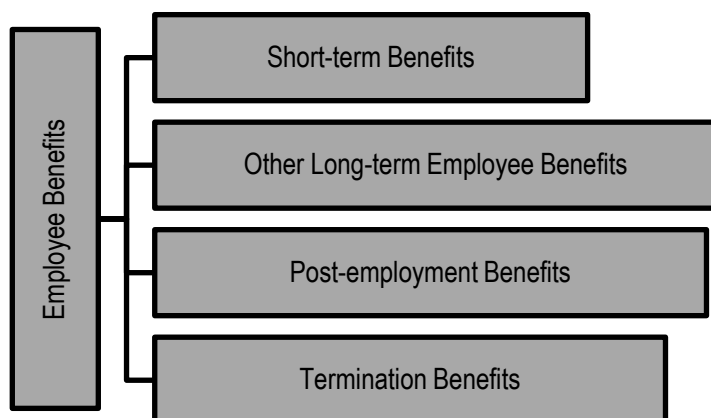 Employee Benefits
Short-term Benefits
Other Long-term Employee Benefits
Post-employment Benefits
Termination Benefits